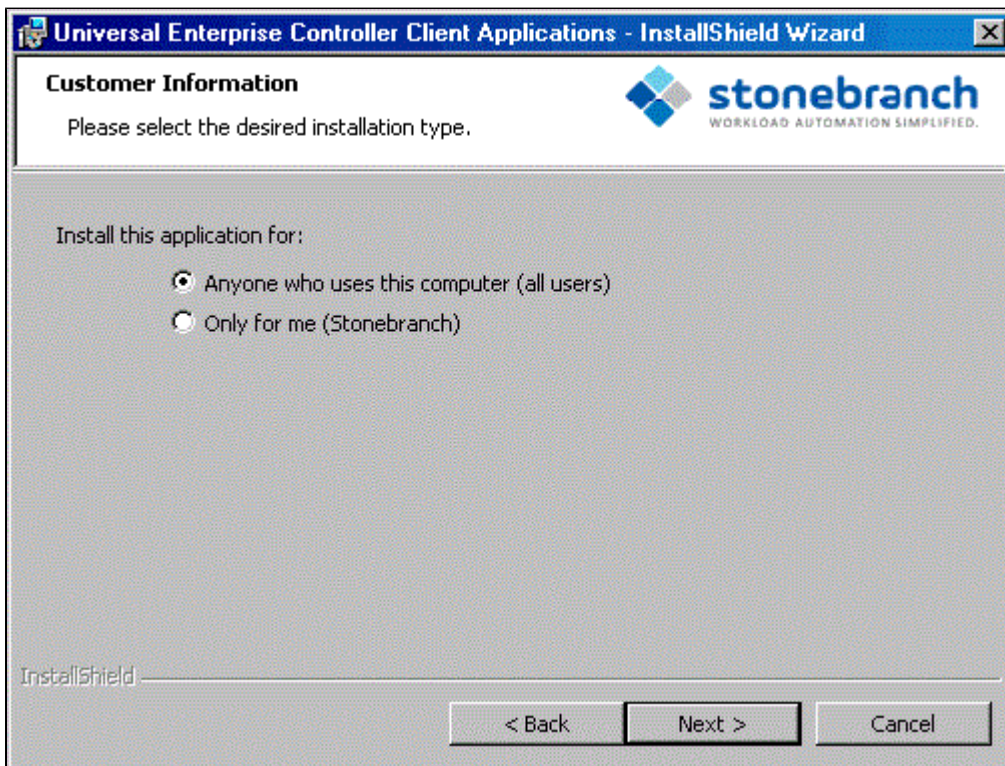 Universal Enterprise Controller Client Applications - InstallShield Wizard
Customer Information
Please select the desired installation type.
stonebranch
WORKLOAD AUTOMATION SIMPLIFIED.
Install this application for:
Anyone who uses this computer (all users)
Only for me (Stonebranch)
InstallShield
< Back
Next >
Cancel